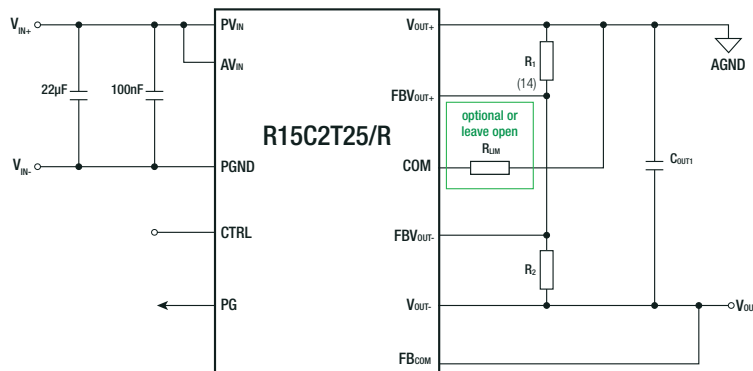 VIN+
PVIN
VOUT+
R1
(14)
AGND
AVIN
22µF
100nF
FBVOUT+
optional or
leave open
RLIM
R15C2T25/R
VIN-
PGND
COM
COUT1
CTRL
FBVOUT-
R2
PG
VOUT-
VOU
FBCOM